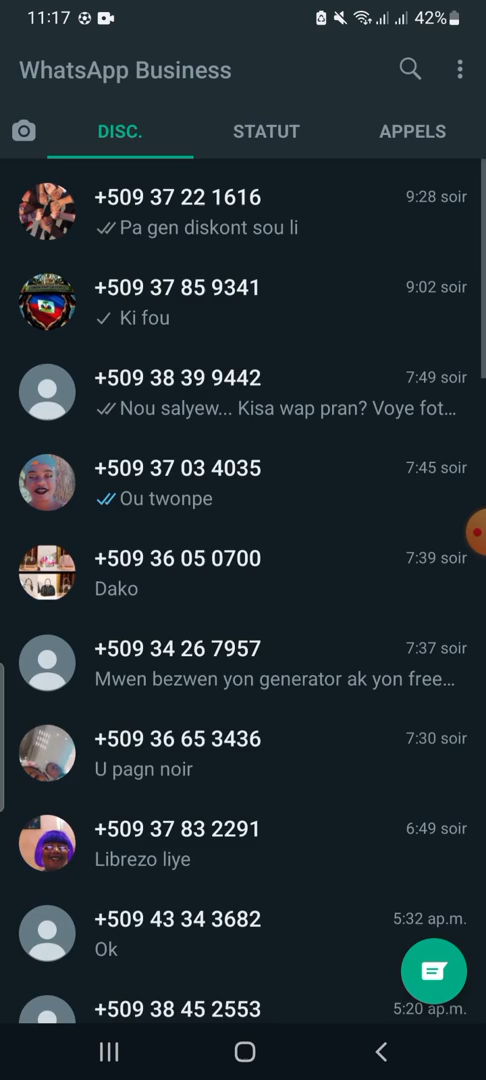 11:17 42%
WhatsApp Business
DISC. STATUT APPELS
+509 37 22 1616 9:28 soir
Pa gen diskont sou li
+509 37 85 9341 9:02 soir
Ki fou
+509 38 39 9442 7:49 soir
Nou salyew... Kisa wap pran? Voye fot...
+509 37 03 4035 7:45 soir
Ou twonpe
+509 36 05 0700 7:39 soir
Dako
+509 34 26 7957 7:37 soir
Mwen bezwen yon generator ak yon free...
+509 36 65 3436 7:30 soir
U pagn noir
+509 37 83 2291 6:49 soir
Librezo liye
+509 43 34 3682 5:32 ap.m.
Ok
+509 38 45 2553 5:20 ap.m.